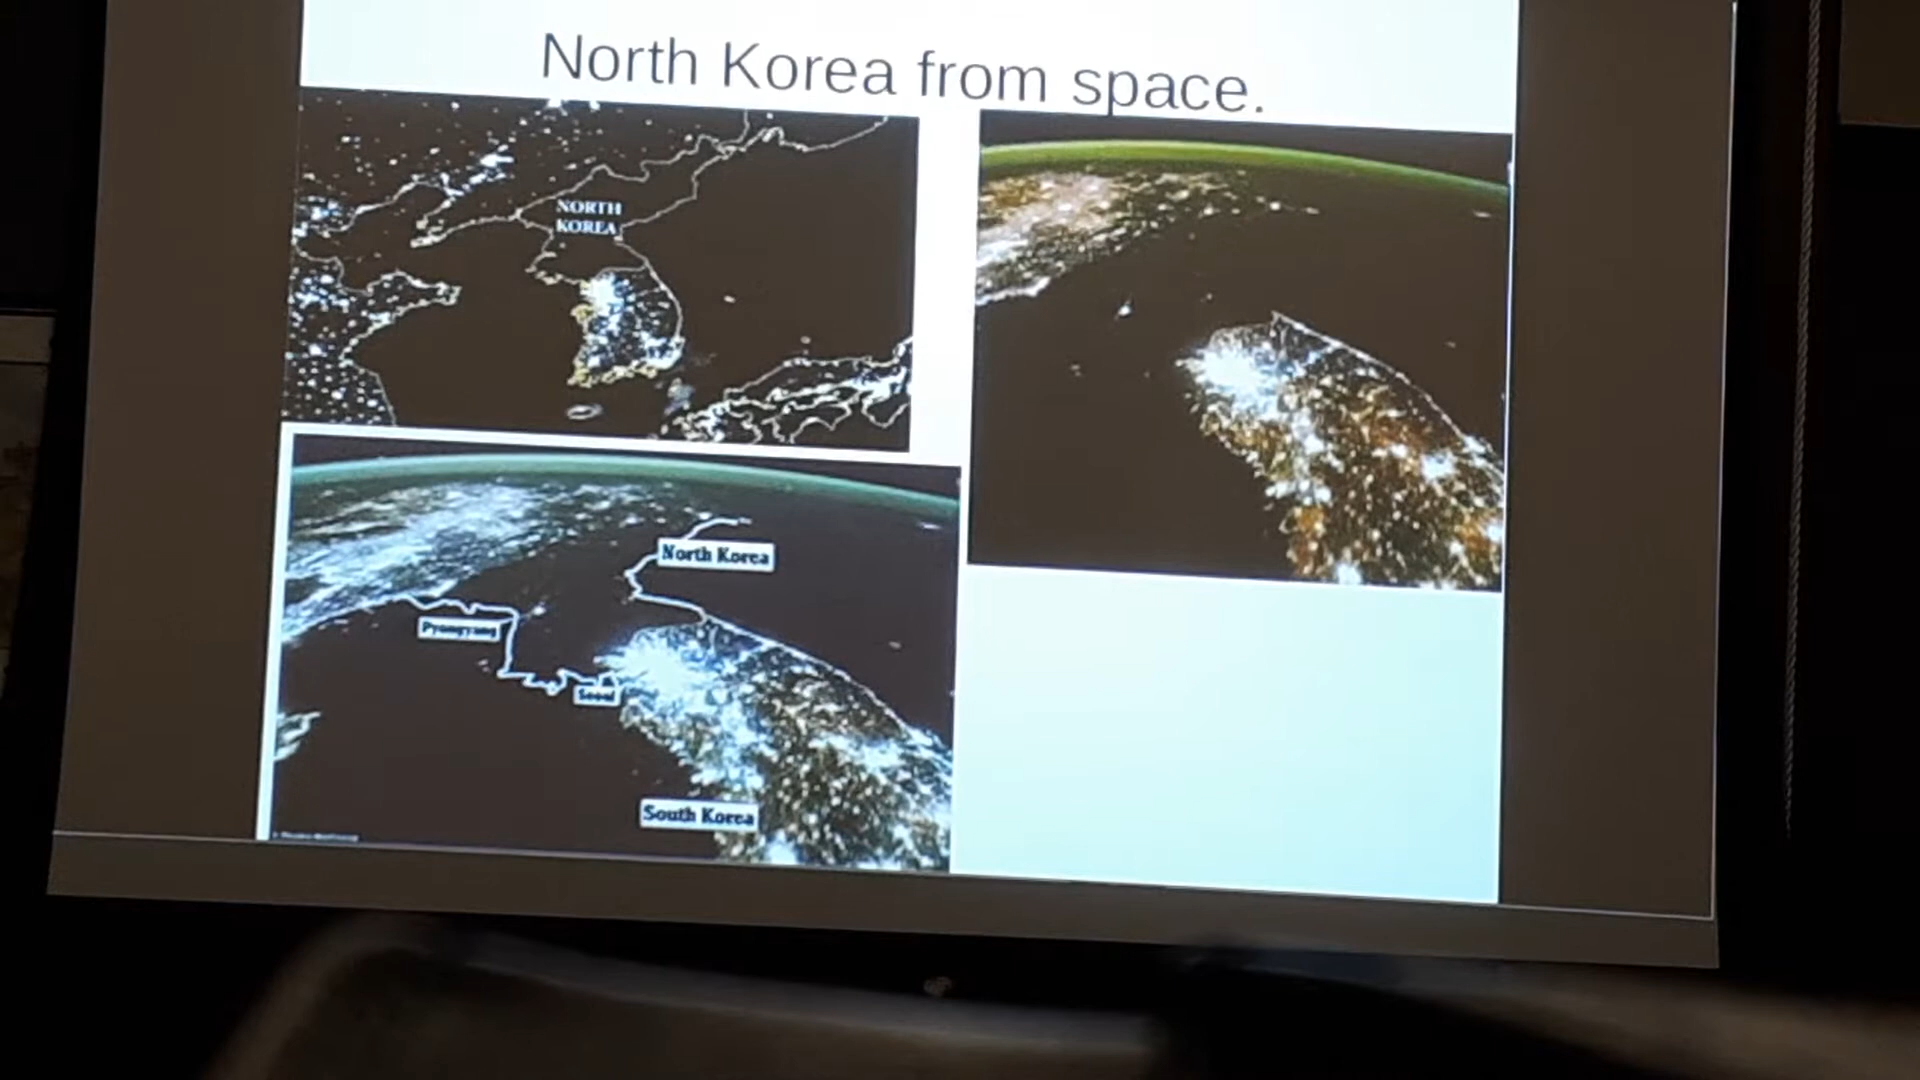 North Korea from space.
NORTH
KOREA
North Korea
Pyongyang
Seoul
South Korea